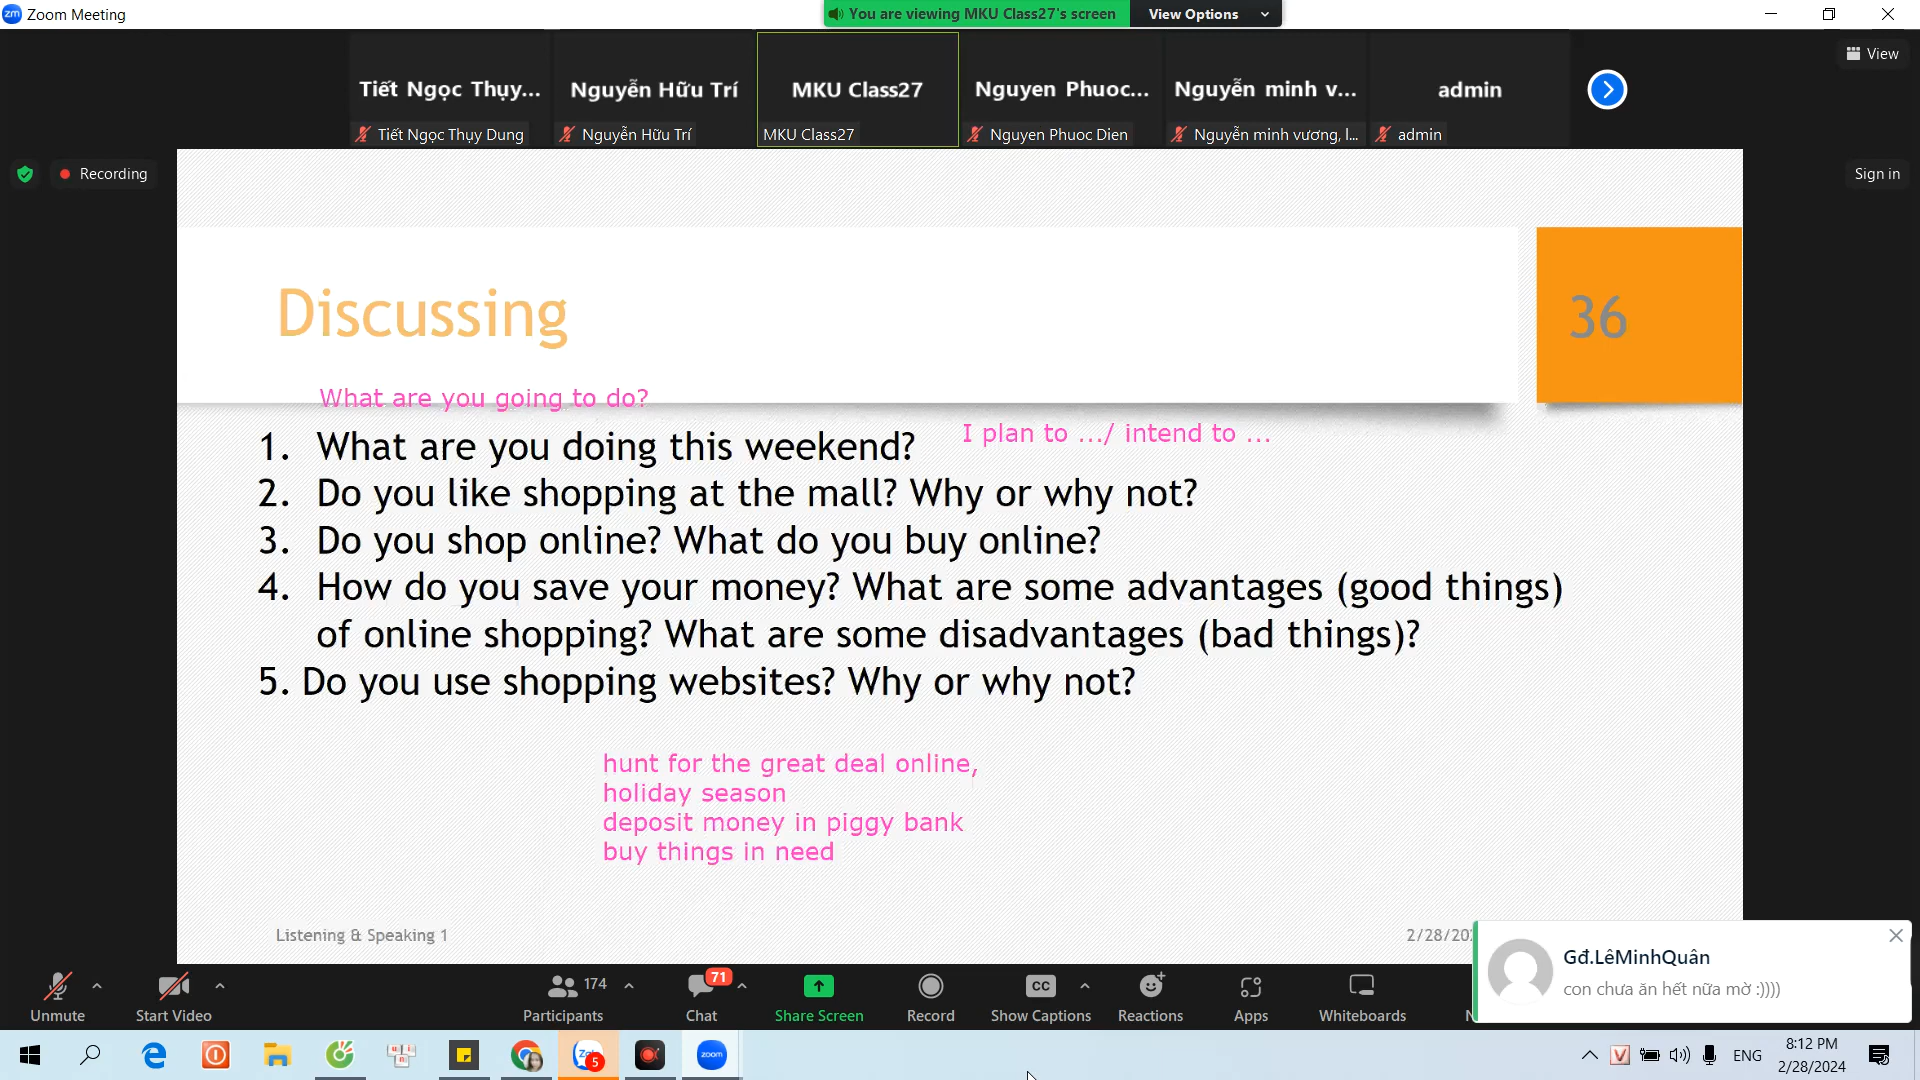 Zoom Meeting
You are viewing MKU Class27's screen
View Options
Tiết Ngọc Thụy...
Nguyễn Hữu Trí
MKU Class27
Nguyen Phuoc...
Nguyễn minh v...
admin
View
Tiết Ngọc Thụy Dung
Nguyễn Hữu Trí
MKU Class27
Nguyen Phuoc Dien
Nguyễn minh vương, l...
admin
Recording
Sign in
Discussing
36
What are you going to do?
I plan to .../ intend to ...
1. What are you doing this weekend?
2. Do you like shopping at the mall? Why or why not?
3. Do you shop online? What do you buy online?
4. How do you save your money? What are some advantages (good things)
of online shopping? What are some disadvantages (bad things)?
5. Do you use shopping websites? Why or why not?
hunt for the great deal online,
holiday season
deposit money in piggy bank
buy things in need
Listening & Speaking 1
2/28/202
Gđ.LêMinhQuân
con chưa ăn hết nữa mờ :))))
174
71
CC
Unmute
Start Video
Participants
Chat
Share Screen
Record
Show Captions
Reactions
Apps
Whiteboards
5
zoom
ENG
8:12 PM
2/28/2024